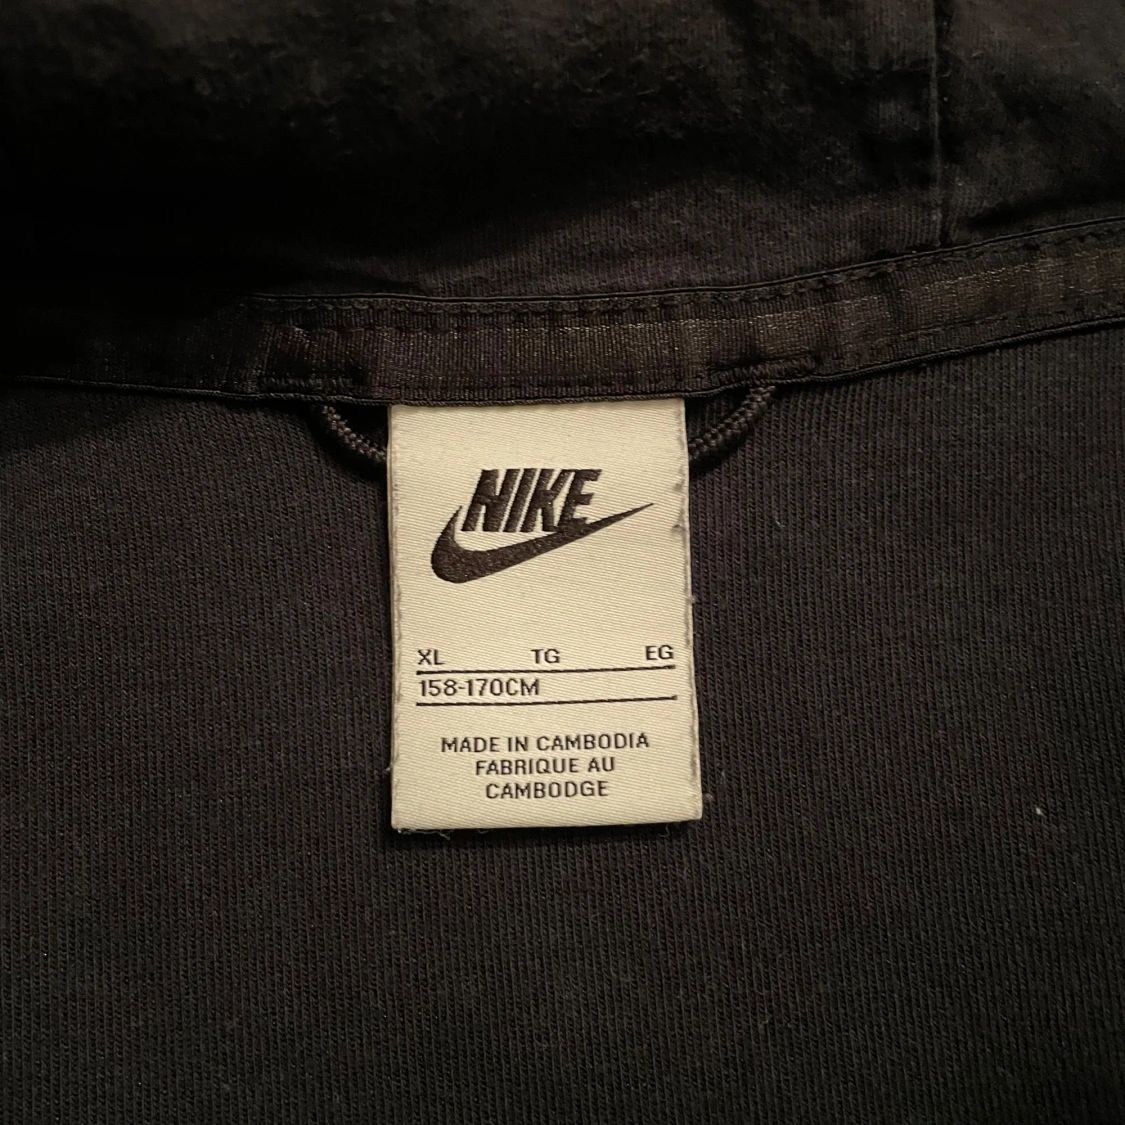 NIKE
XL TG EG
158-170CM
MADE IN CAMBODIA
FABRIQUE AU
CAMBODGE